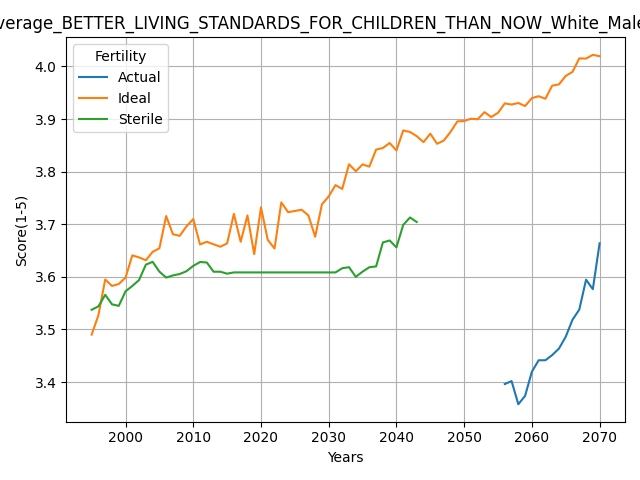 verage_BETTER_LIVING_STANDARDS_FOR_CHILDREN_THAN_NOW_White_Male
Fertility
Actual
Ideal
Sterile
Score(1-5)
4.0
3.9
3.8
3.7
3.6
3.5
3.4
2000 2010 2020 2030 2040 2050 2060 2070
Years